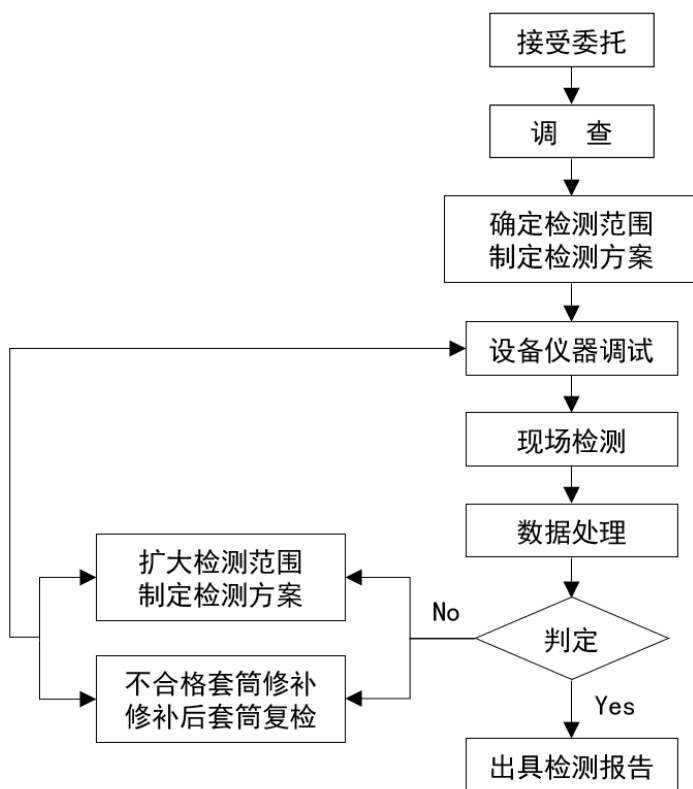 接受委托
调　查
确定检测范围
制定检测方案
设备仪器调试
现场检测
数据处理
扩大检测范围
制定检测方案
No
判定
不合格套筒修补
修补后套筒复检
Yes
出具检测报告